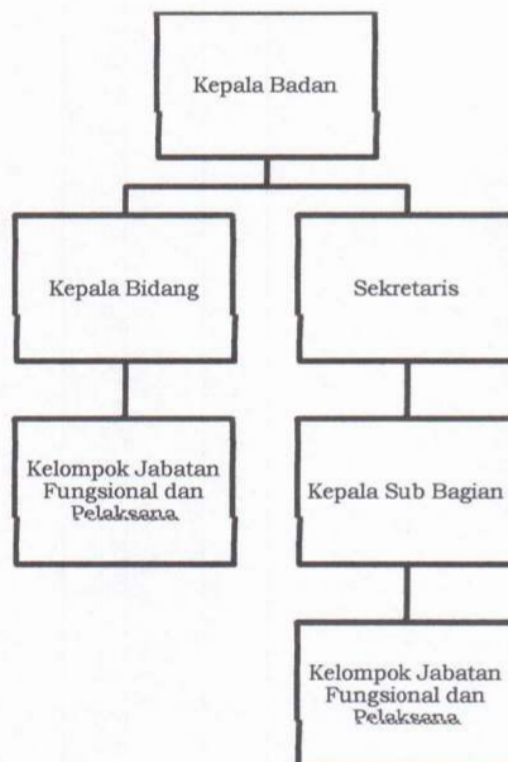 Kepala Badan
Kepala Bidang
Sekretaris
Kelompok Jabatan
Fungsional dan
Pelaksana
Kepala Sub Bagian
Kelompok Jabatan
Fungsional dan
Pelaksana